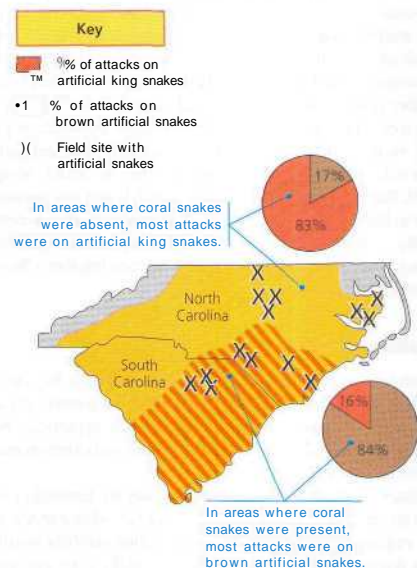 Key
% of attacks on
™ artificial king snakes
•1 % of attacks on
brown artificial snakes
)( Field site with
artificial snakes
17%
83%
In areas where coral snakes
were absent, most attacks
were on artificial king snakes.
X
X X
X
North
Carolina
X
X X
South
Carolina
X
X
X
X
X X
X
16%
84%
In areas where coral
snakes were present,
most attacks were on
brown artificial snakes.